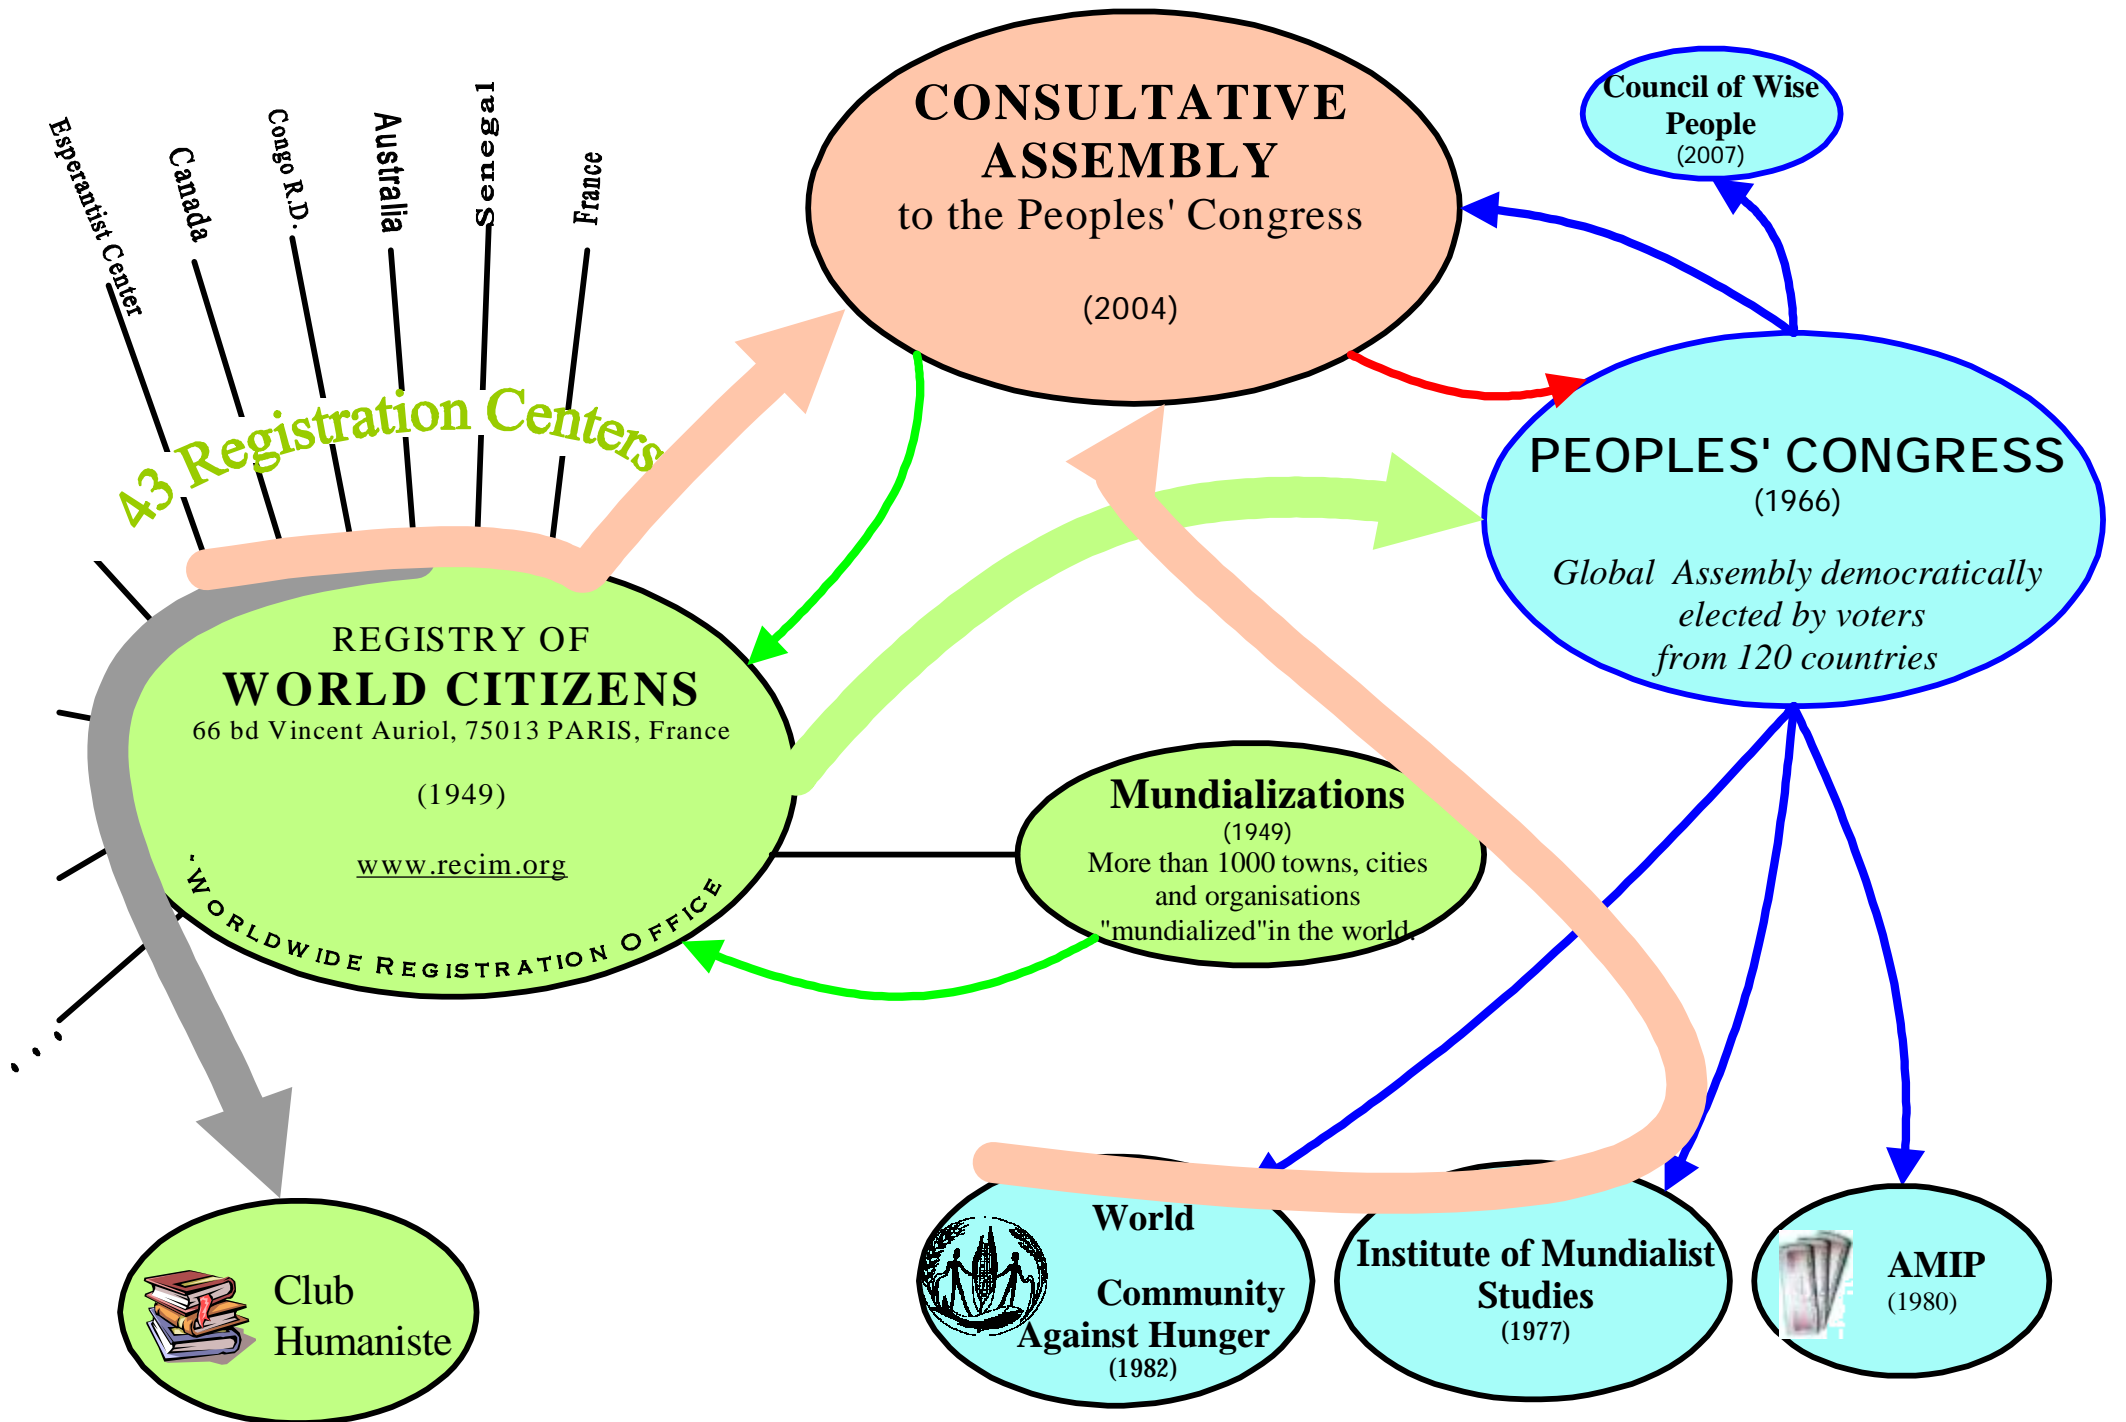 CONSULTATIVE
ASSEMBLY
to the Peoples' Congress
(2004)
Council of Wise
People
(2007)
Esperantist Center
Canada
Congo R.D.
Australia
Senegal
France
43 Registration Centers
PEOPLES' CONGRESS
(1966)
Global Assembly democratically
elected by voters
from 120 countries
REGISTRY OF
WORLD CITIZENS
66 bd Vincent Auriol, 75013 PARIS, France
(1949)
www.recim.org
-WORLDWIDE REGISTRATION OFFICE
Mundializations
(1949)
More than 1000 towns, cities
and organisations
"mundialized"in the world.
...
Club
Humaniste
World
Community
Against Hunger
(1982)
Institute of Mundialist
Studies
(1977)
AMIP
(1980)